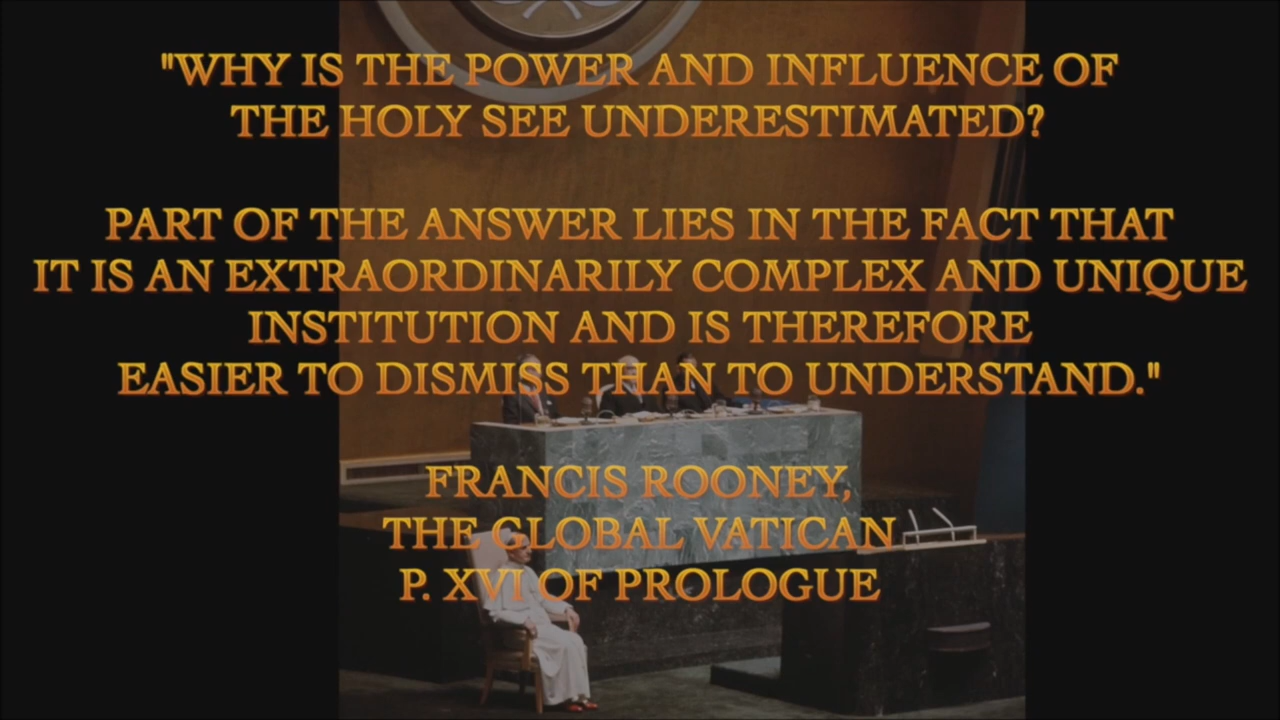 "WHY IS THE POWER AND INFLUENCE OF
THE HOLY SEE UNDERESTIMATED?
PART OF THE ANSWER LIES IN THE FACT THAT
IT IS AN EXTRAORDINARILY COMPLEX AND UNIQUE
INSTITUTION AND IS THEREFORE
EASIER TO DISMISS THAN TO UNDERSTAND."
FRANCIS ROONEY,
THE GLOBAL VATICAN
P. XVI OF PROLOGUE